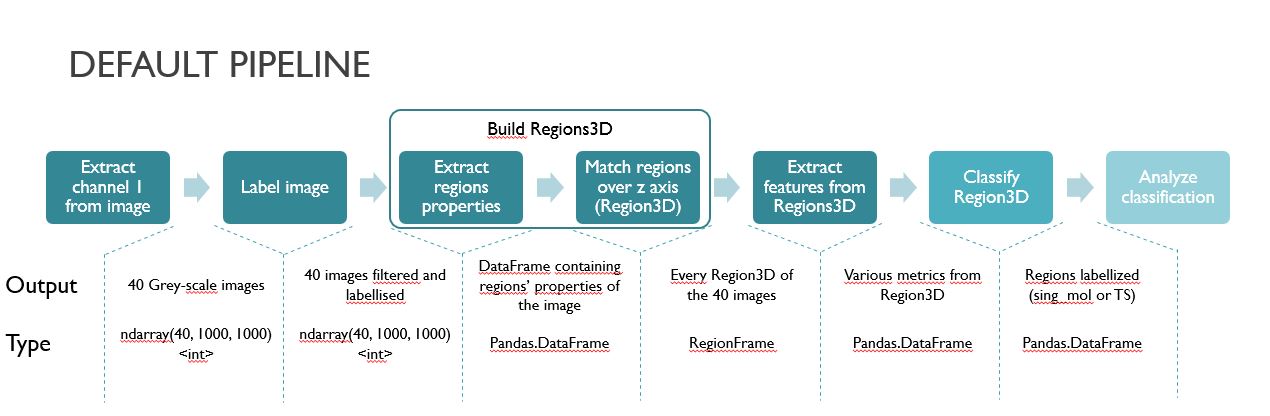 DEFAULT PIPELINE
Build Regions3D
Extract
channel 1
from image
Label image
Extract
regions
properties
Match regions
over z axis
(Region3D)
Extract
features from
Regions3D
Classify
Region3D
Analyze
classification
Output
40 Grey-scale images
40 images filtered and
labellised
DataFrame containing
regions' properties of
the image
Every Region3D of
the 40 images
Various metrics from
Region3D
Regions labellized
(sing_mol or TS)
Type
ndarray(40, 1000, 1000)
<int>
ndarray(40, 1000, 1000)
<int>
Pandas.DataFrame
RegionFrame
Pandas.DataFrame
Pandas.DataFrame